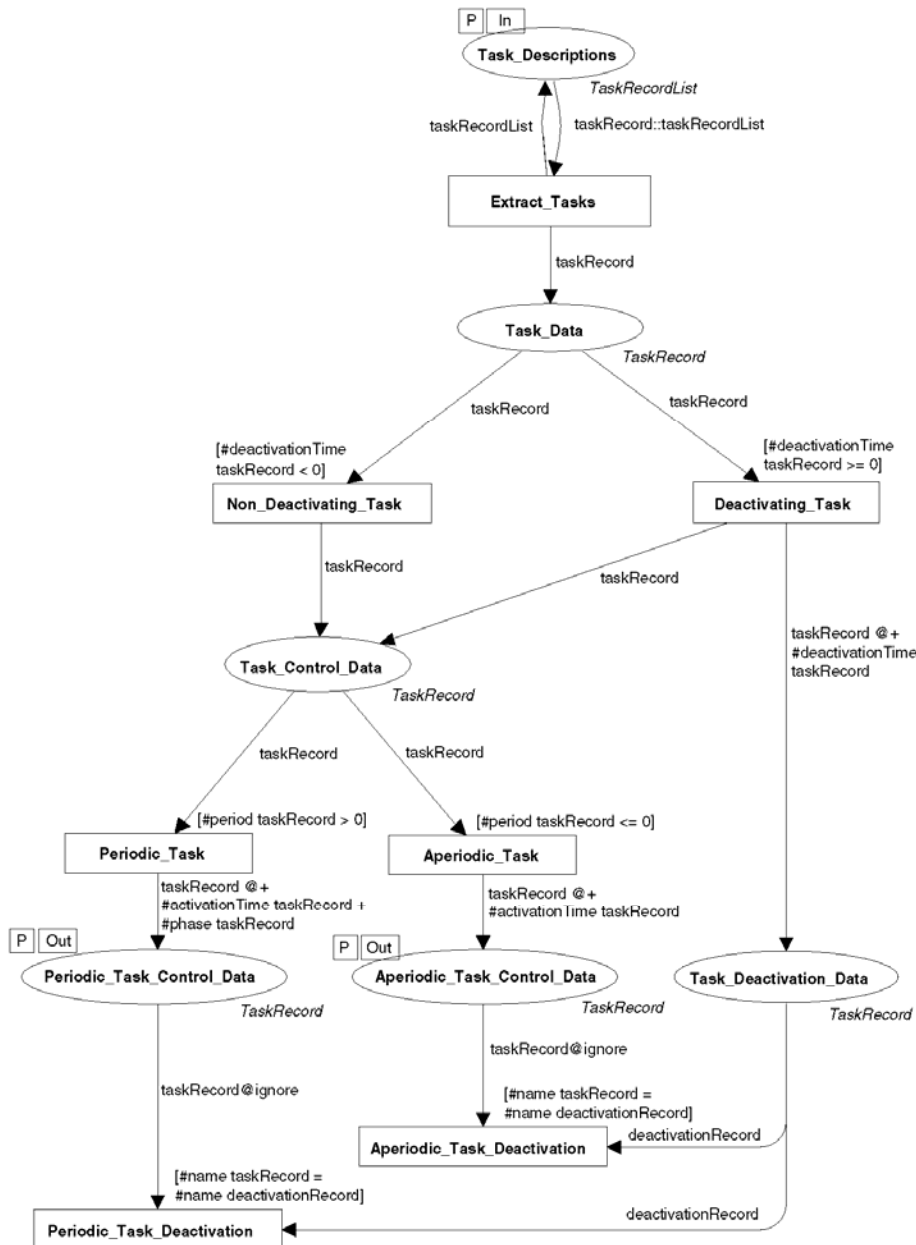 P In
Task_Descriptions
TaskRecordList
taskRecordList
taskRecord::taskRecordList
Extract_Tasks
taskRecord
Task_Data
TaskRecord
taskRecord
taskRecord
[#deactivationTime
taskRecord < 0]
[#deactivationTime
taskRecord >= 0]
Non_Deactivating_Task
Deactivating_Task
taskRecord
taskRecord
taskRecord @+
#deactivationTime
taskRecord
Task_Control_Data
TaskRecord
taskRecord
taskRecord
[#period taskRecord > 0]
[#period taskRecord <= 0]
Periodic_Task
Aperiodic_Task
taskRecord @+
#activationTime taskRecord +
#phase taskRecord
taskRecord @+
#activationTime taskRecord
P Out
P Out
Periodic_Task_Control_Data
Aperiodic_Task_Control_Data
Task_Deactivation_Data
TaskRecord
TaskRecord
TaskRecord
taskRecord@ignore
taskRecord@ignore
[#name taskRecord =
#name deactivationRecord]
Aperiodic_Task_Deactivation
deactivationRecord
[#name taskRecord =
#name deactivationRecord]
Periodic_Task_Deactivation
deactivationRecord